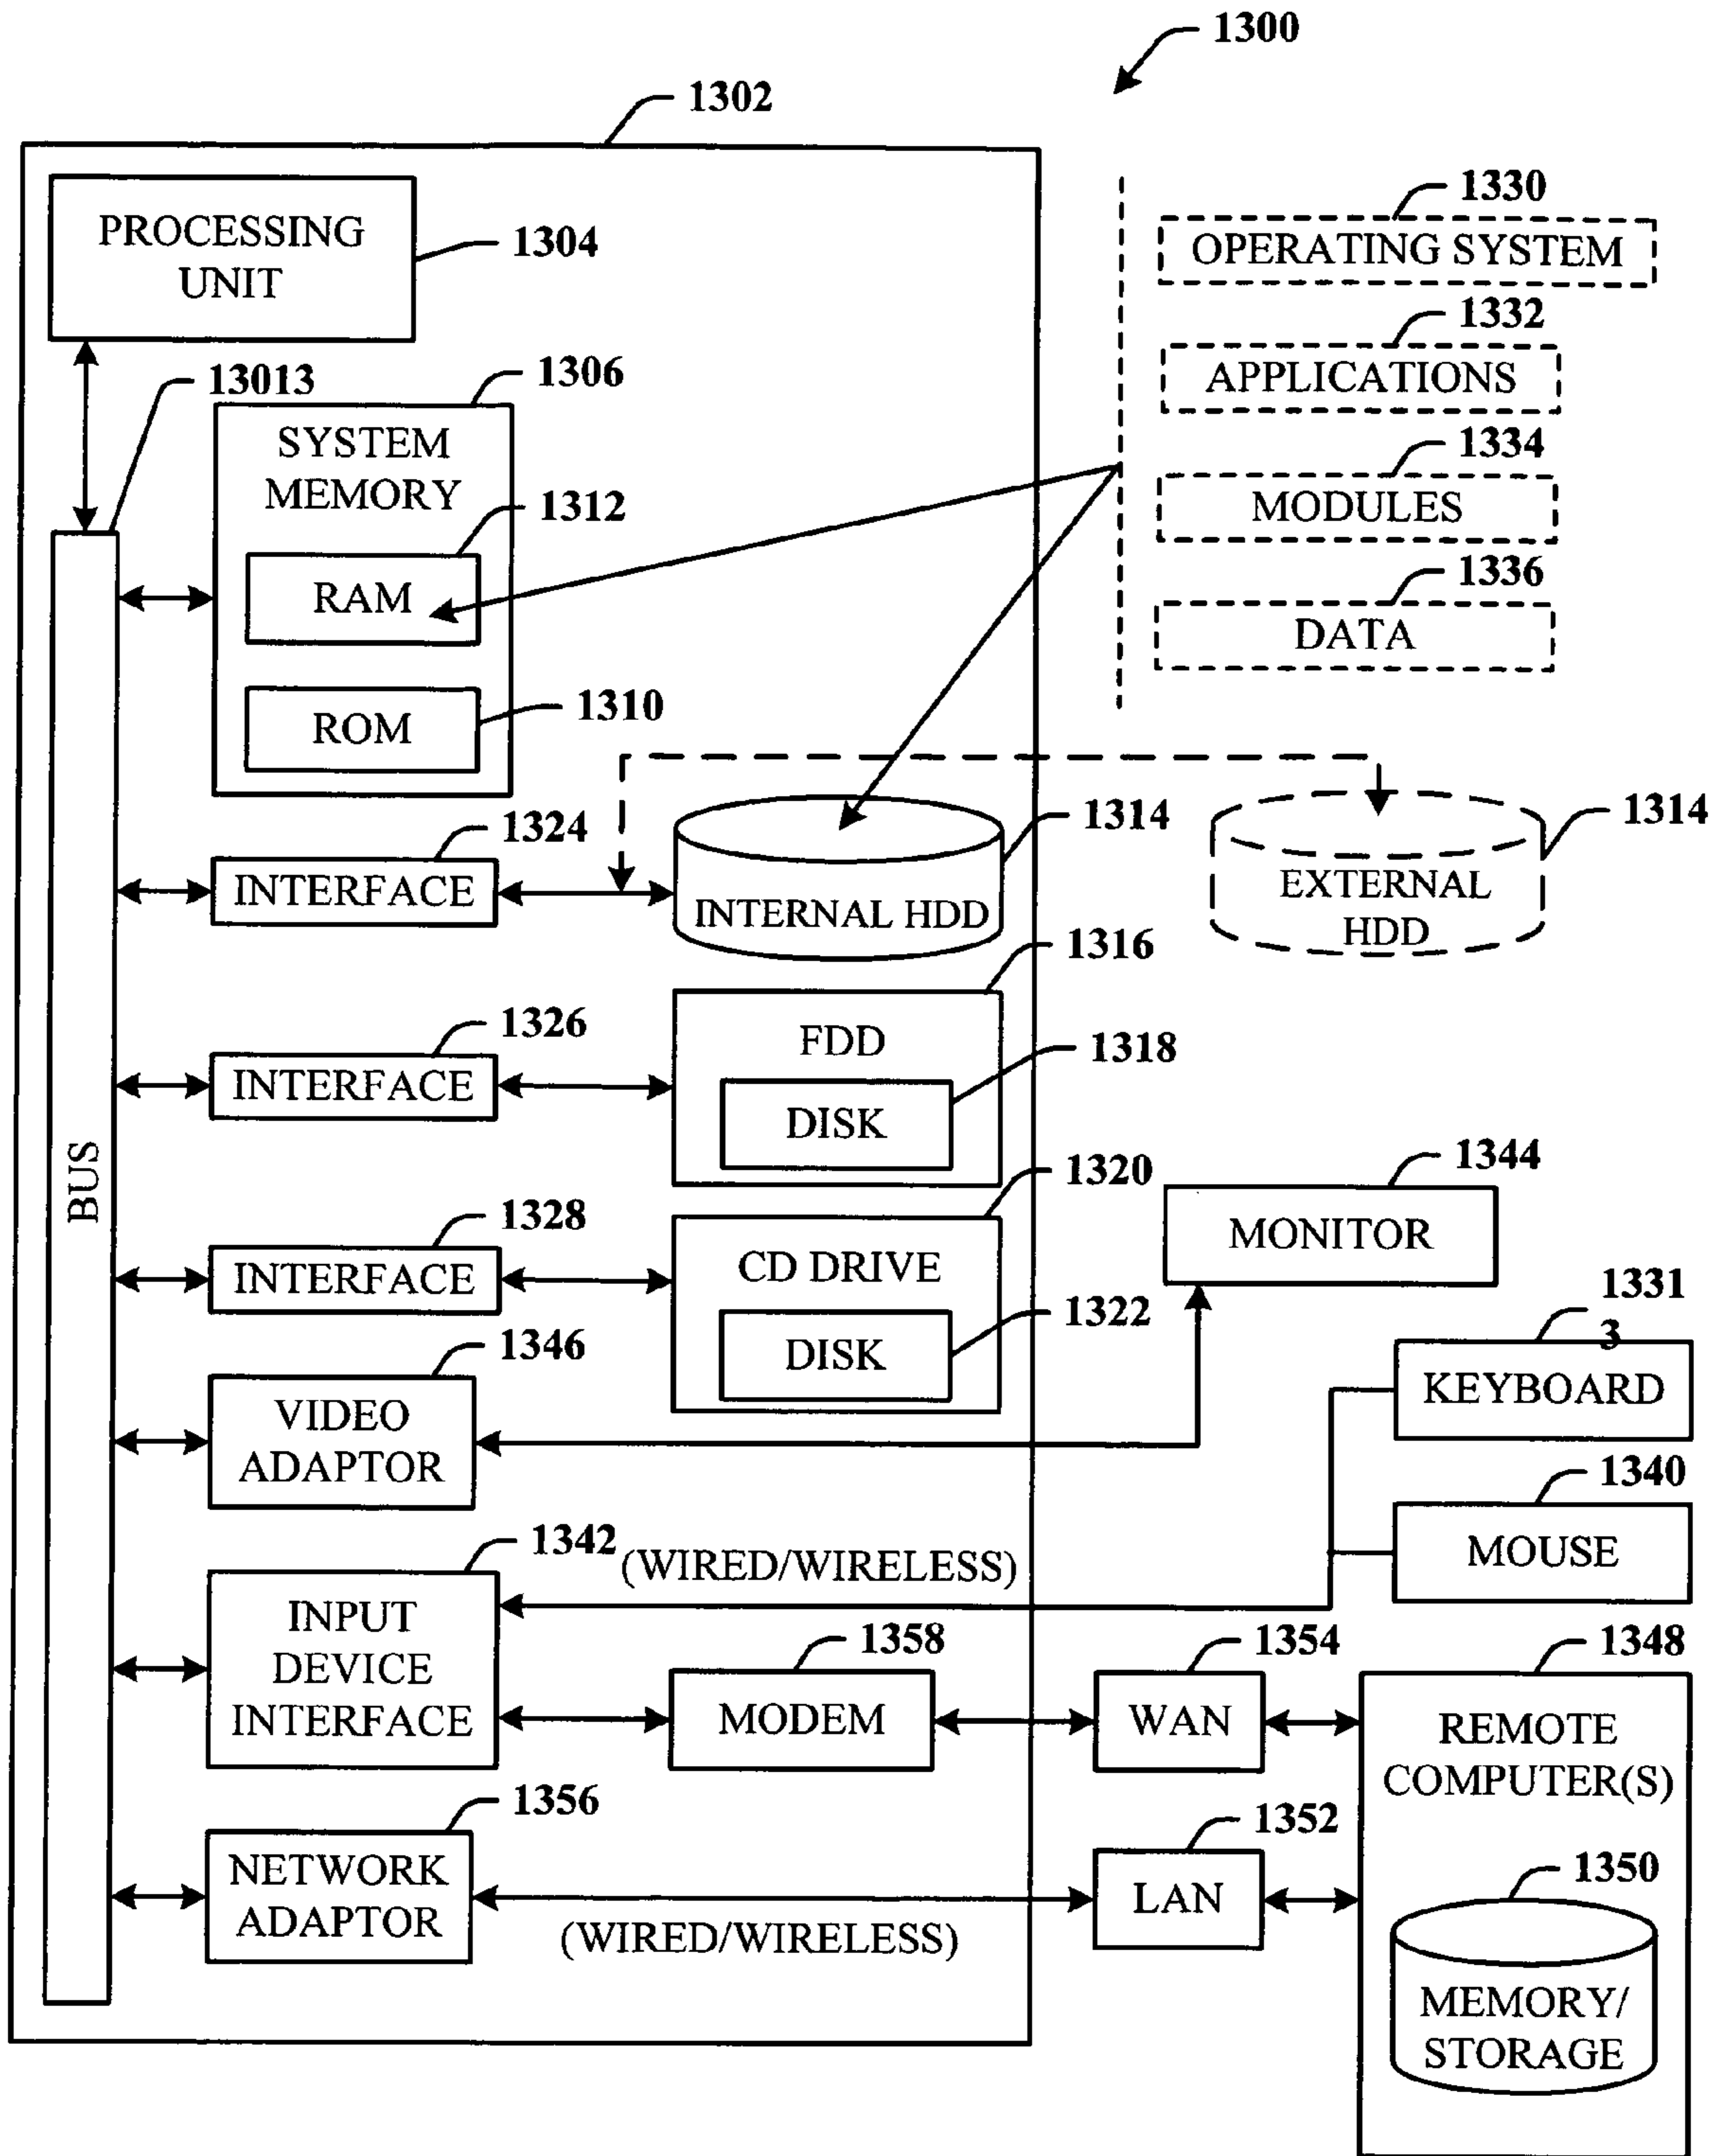 1300
1302
PROCESSING
UNIT
1304
1330
OPERATING SYSTEM
1332
APPLICATIONS
1334
MODULES
1336
DATA
13013
1306
SYSTEM
MEMORY
1312
RAM
1310
ROM
BUS
1324
INTERFACE
1314
INTERNAL HDD
1314
EXTERNAL
HDD
1326
INTERFACE
1316
FDD
1318
DISK
1328
INTERFACE
1320
CD DRIVE
1322
DISK
1344
MONITOR
1346
VIDEO
ADAPTOR
1331
3
KEYBOARD
1340
MOUSE
1342
(WIRED/WIRELESS)
INPUT
DEVICE
INTERFACE
1358
MODEM
1354
WAN
1348
REMOTE
COMPUTER(S)
1356
NETWORK
ADAPTOR
(WIRED/WIRELESS)
1352
LAN
1350
MEMORY/
STORAGE